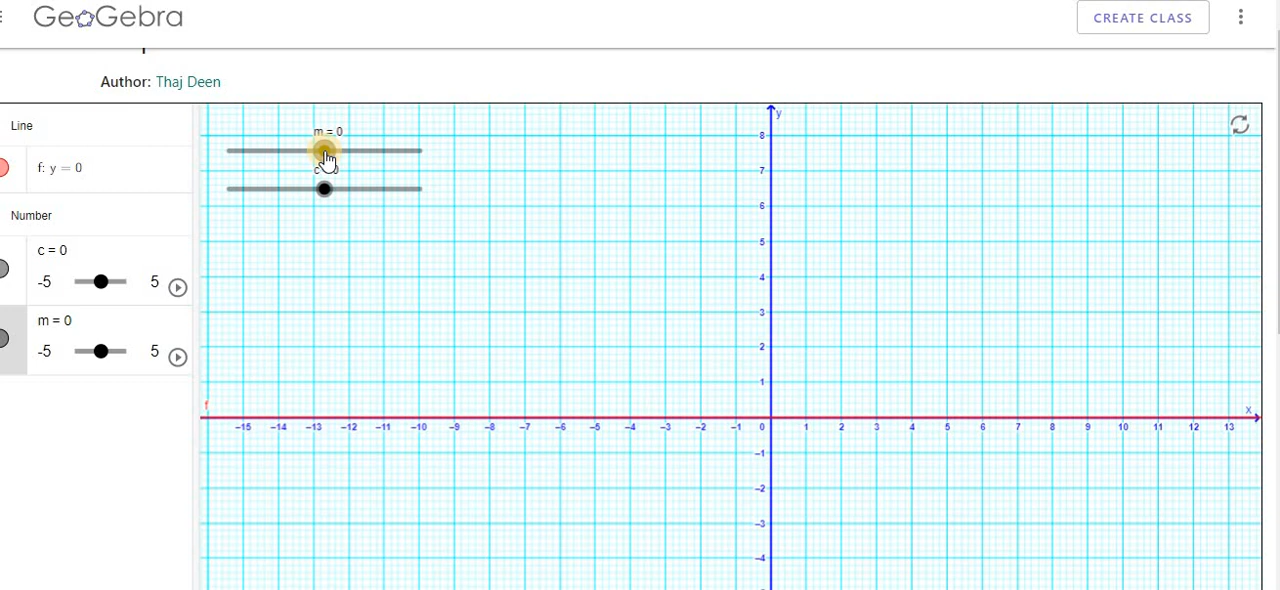 GeoGebra
CREATE CLASS
Author: Thaj Deen
Line
f: y = 0
Number
c = 0
-5 5
m = 0
-5 5
m = 0
y
8
7
6
5
4
3
2
1
f
x
−15 −14 −13 −12 −11 −10 −9 −8 −7 −6 −5 −4 −3 −2 −1 0 1 2 3 4 5 6 7 8 9 10 11 12 13
−1
−2
−3
−4